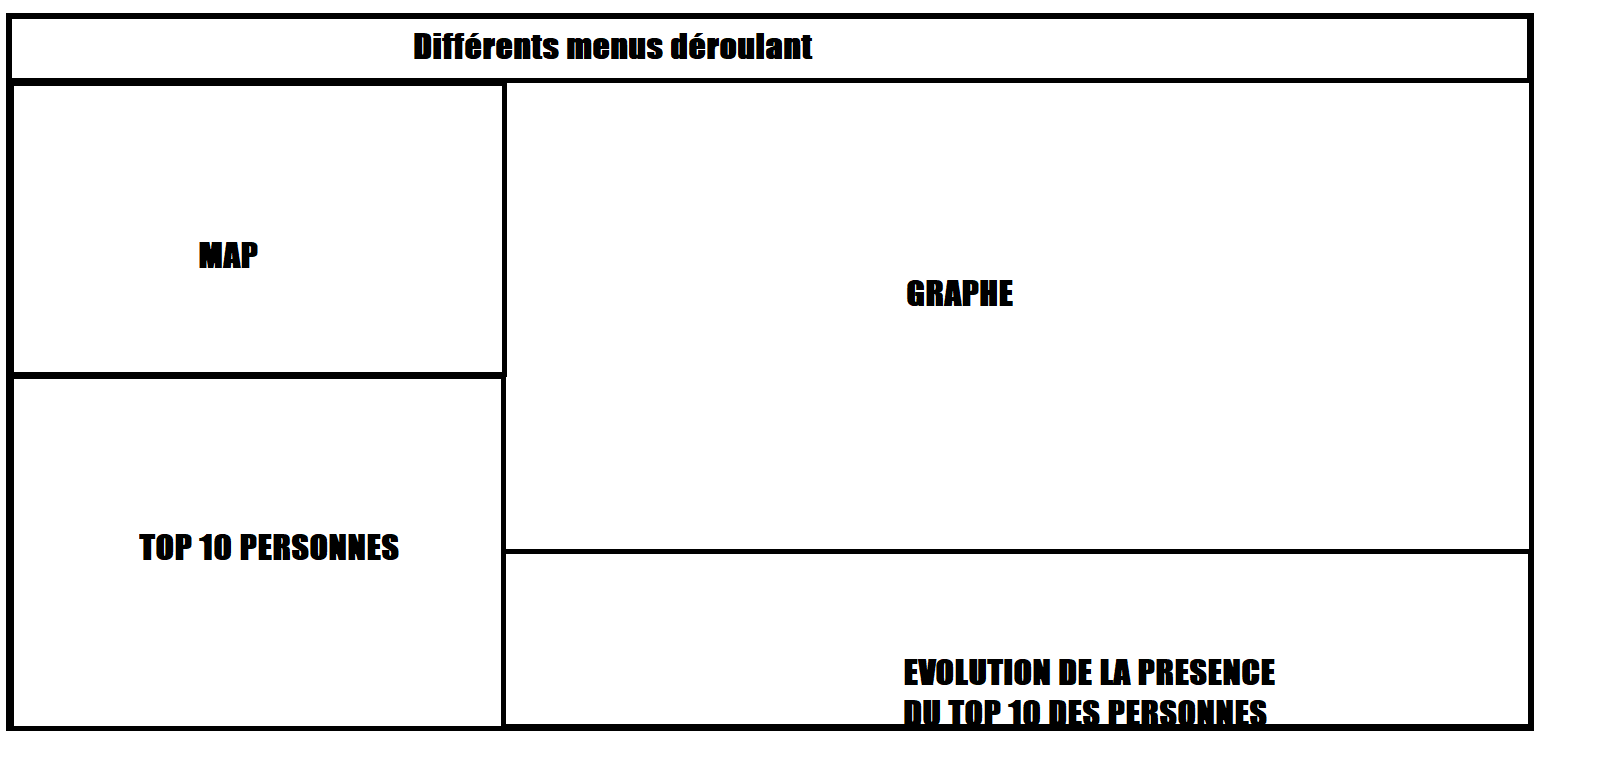 Différents menus déroulant
MAP
GRAPHE
TOP 10 PERSONNES
EVOLUTION DE LA PRESENCE
DU TOP 10 DES PERSONNES